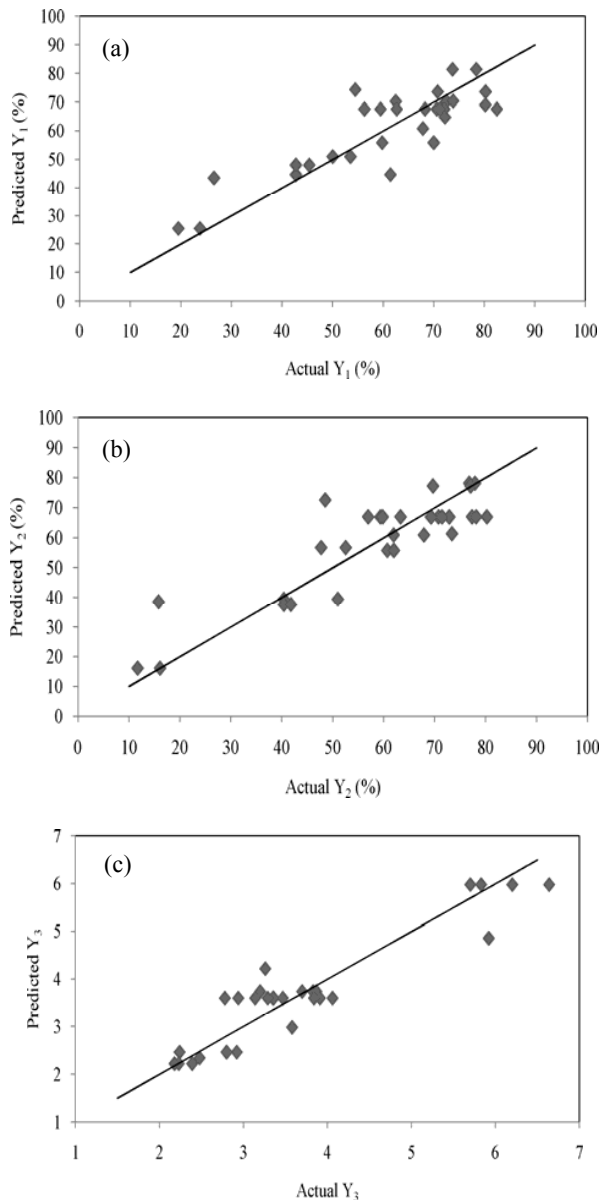 (a)
Predicted Y₁ (%)
100
90
80
70
60
50
40
30
20
10
0
0 10 20 30 40 50 60 70 80 90 100
Actual Y₁ (%)
(b)
Predicted Y₂ (%)
100
90
80
70
60
50
40
30
20
10
0
0 10 20 30 40 50 60 70 80 90 100
Actual Y₂ (%)
(c)
Predicted Y₃
7
6
5
4
3
2
1
1 2 3 4 5 6 7
Actual Y₃